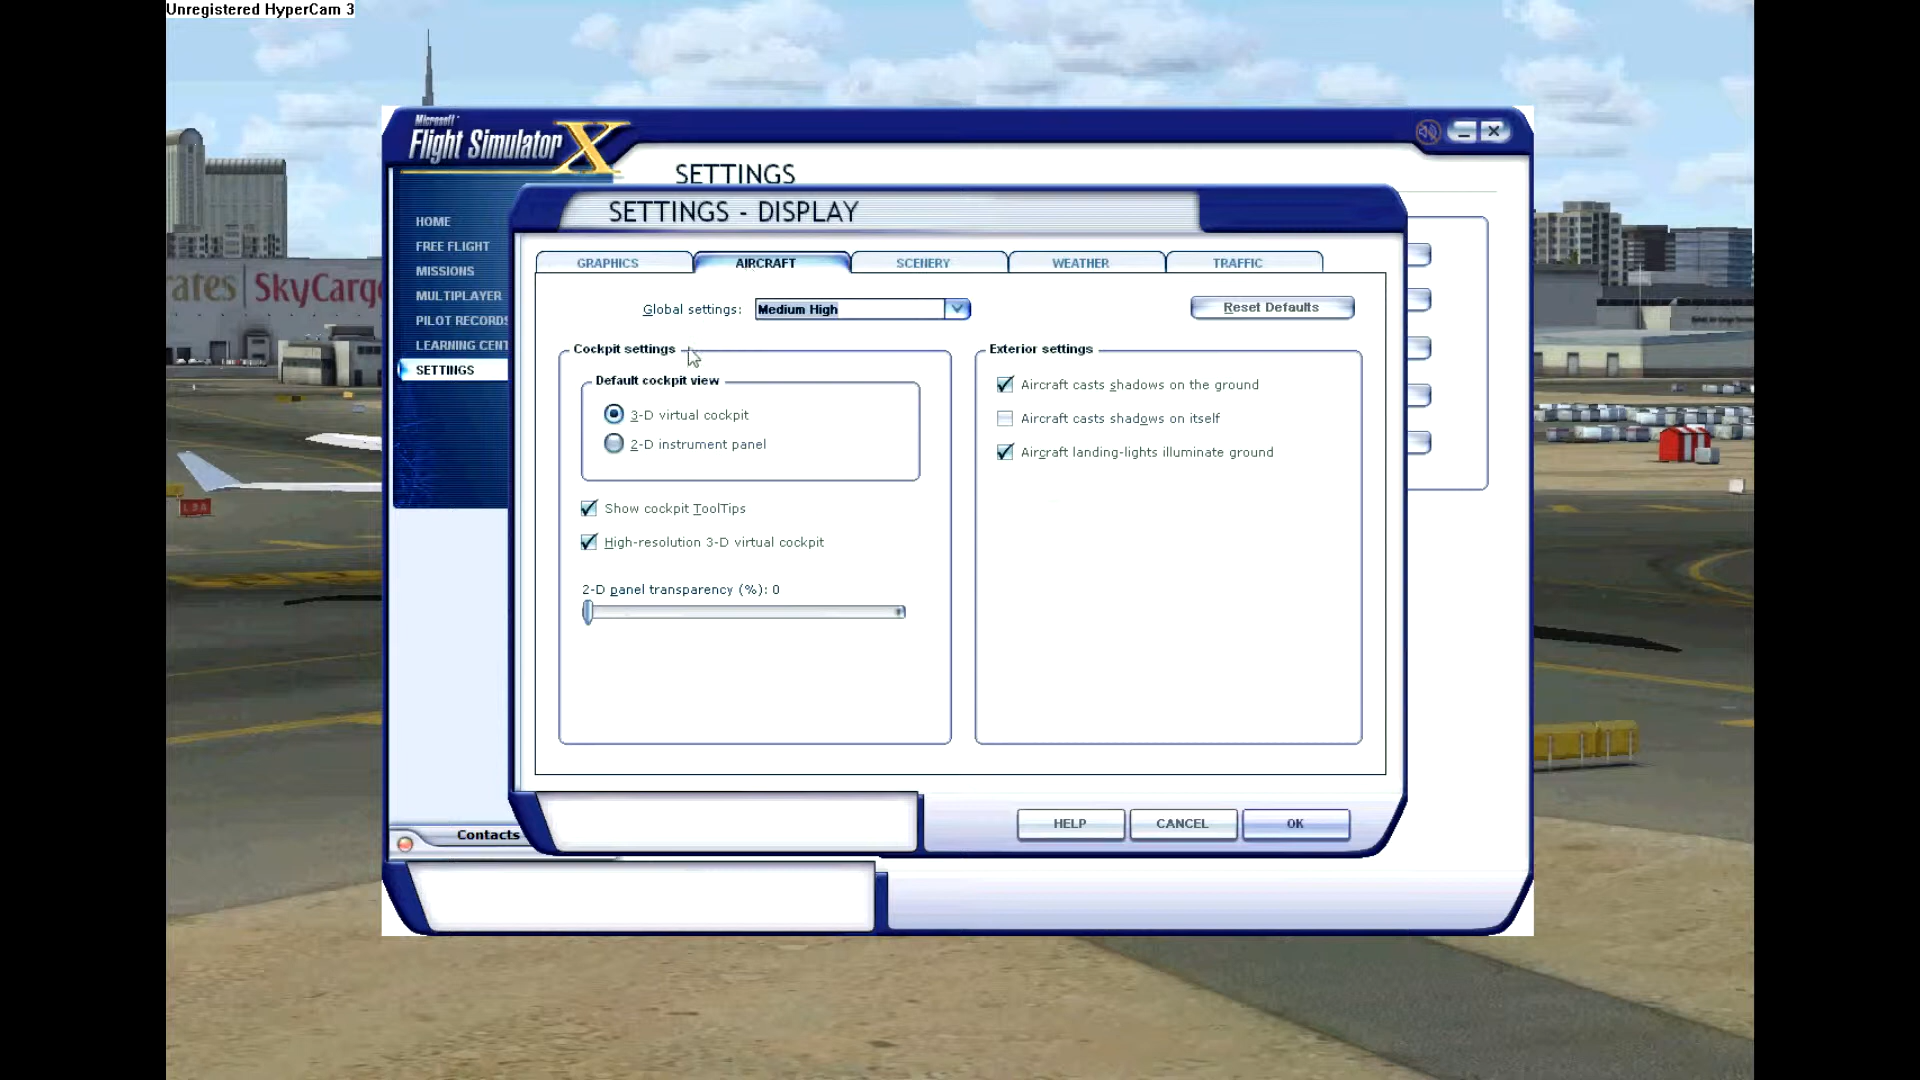 Unregistered HyperCam 3
Microsoft
Flight Simulator X
SETTINGS
SETTINGS - DISPLAY
HOME
FREE FLIGHT
MISSIONS
MULTIPLAYER
PILOT RECORDS
LEARNING CENT
SETTINGS
GRAPHICS
AIRCRAFT
SCENERY
WEATHER
TRAFFIC
Global settings:
Medium High
Reset Defaults
Cockpit settings
Default cockpit view
3-D virtual cockpit
2-D instrument panel
Show cockpit ToolTips
High-resolution 3-D virtual cockpit
2-D panel transparency (%): 0
Exterior settings
Aircraft casts shadows on the ground
Aircraft casts shadows on itself
Aircraft landing-lights illuminate ground
HELP
CANCEL
OK
Contacts
rates SkyCargo